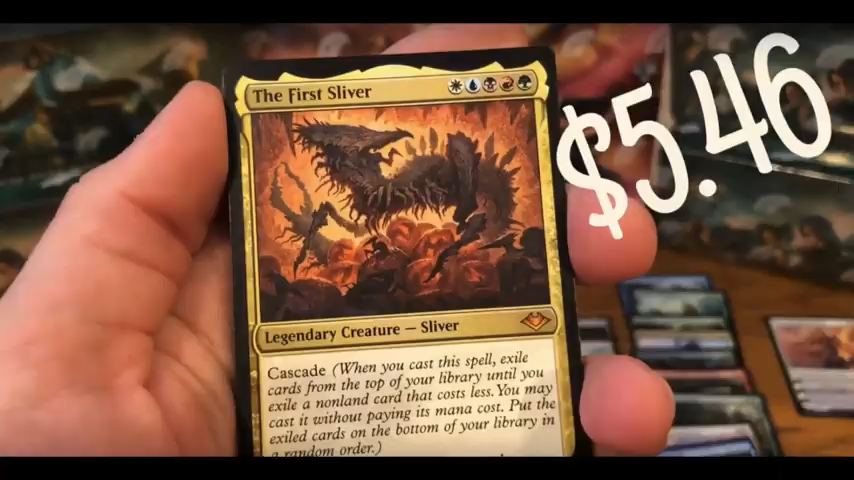 The First Sliver
$5.46
Legendary Creature — Sliver
Cascade (When you cast this spell, exile
cards from the top of your library until you
exile a nonland card that costs less. You may
cast it without paying its mana cost. Put the
exiled cards on the bottom of your library in
a random order.)